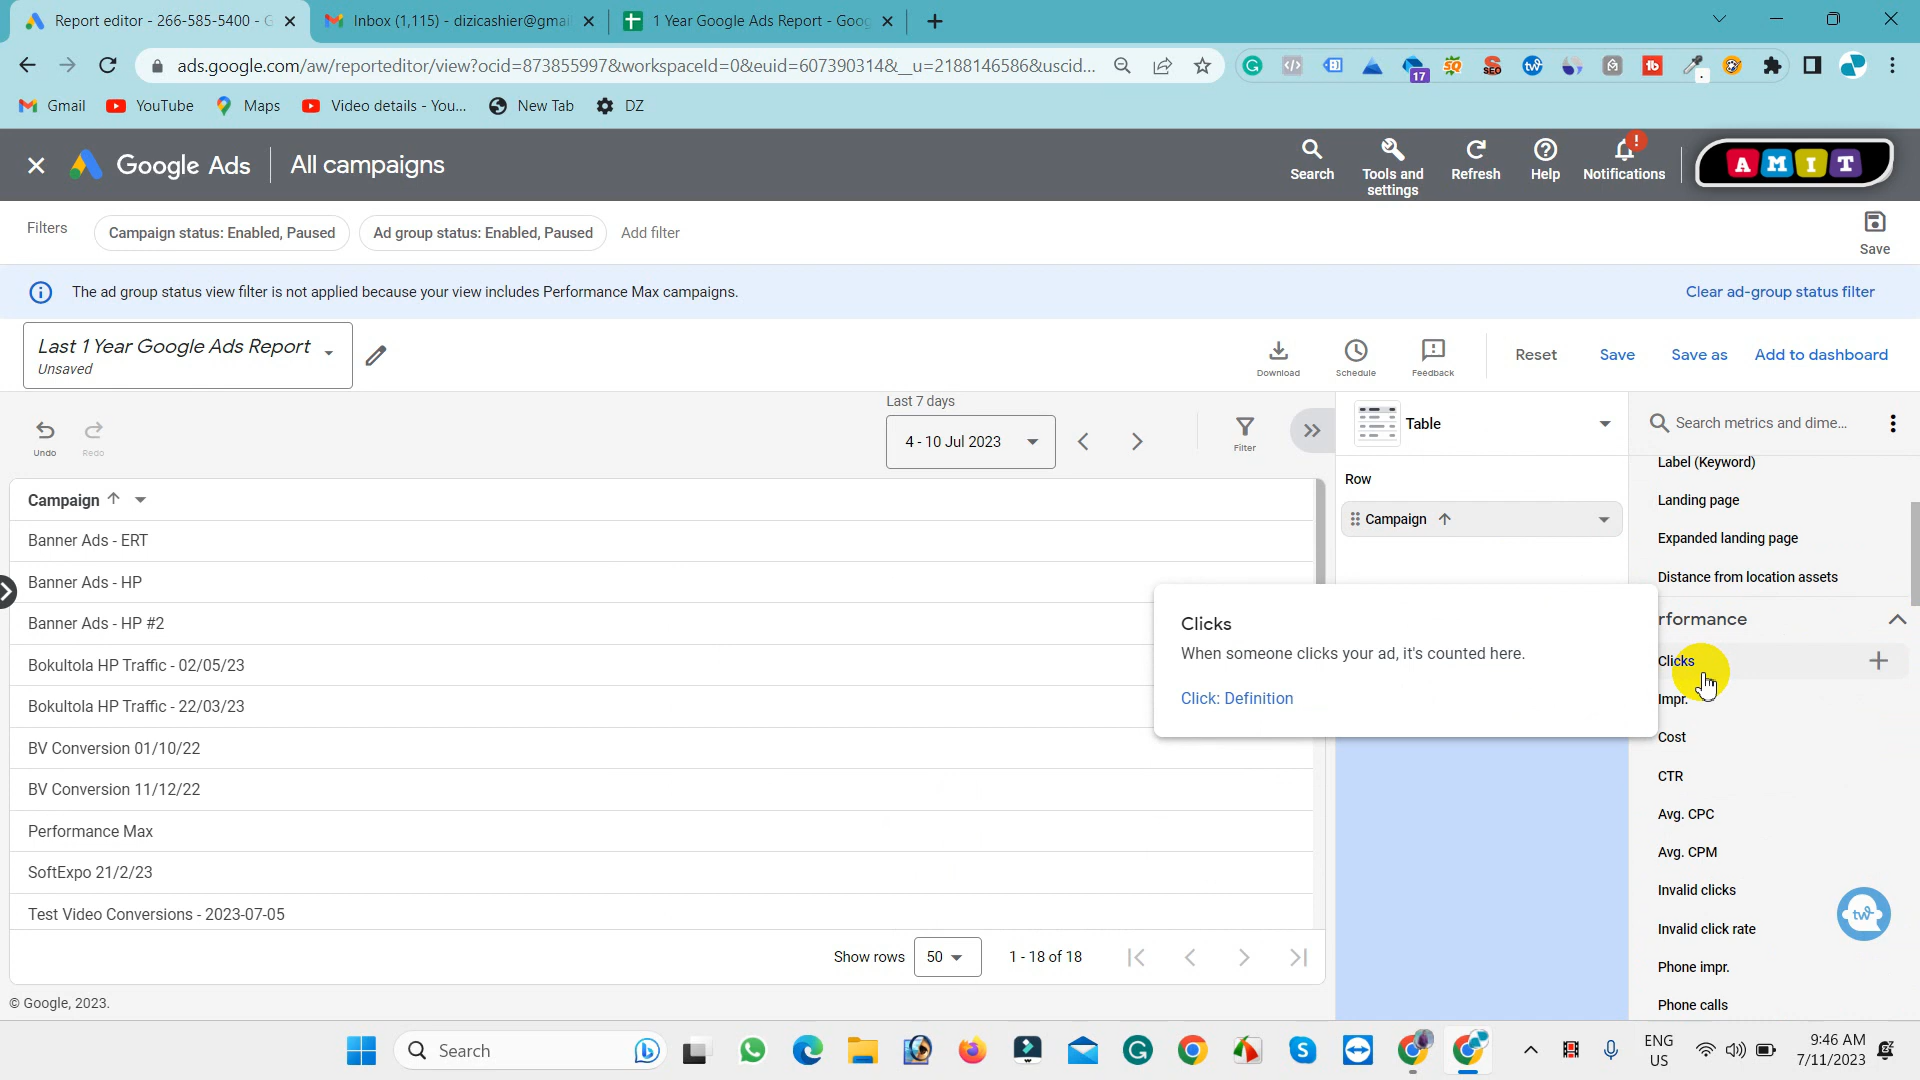 Report editor - 266-585-5400 - G
Inbox (1,115) - dizicashier@gmai
1 Year Google Ads Report - Goog
ads.google.com/aw/reporteditor/view?ocid=873855997&workspaceId=0&euid=607390314&__u=2188146586&uscid...
17
SEO
Gmail
YouTube
Maps
Video details - You...
New Tab
DZ
Google Ads
All campaigns
Search
Tools and settings
Refresh
Help
Notifications
AMIT
Filters
Campaign status: Enabled, Paused
Ad group status: Enabled, Paused
Add filter
Save
The ad group status view filter is not applied because your view includes Performance Max campaigns.
Clear ad-group status filter
Last 1 Year Google Ads Report
Unsaved
Download
Schedule
Feedback
Reset
Save
Save as
Add to dashboard
Undo
Redo
Last 7 days
4 - 10 Jul 2023
Filter
Table
Search metrics and dime...
Row
Campaign
Campaign
Banner Ads - ERT
Banner Ads - HP
Banner Ads - HP #2
Bokultola HP Traffic - 02/05/23
Bokultola HP Traffic - 22/03/23
BV Conversion 01/10/22
BV Conversion 11/12/22
Performance Max
SoftExpo 21/2/23
Test Video Conversions - 2023-07-05
Show rows
50
1 - 18 of 18
© Google, 2023.
Clicks
When someone clicks your ad, it's counted here.
Click: Definition
Label (Keyword)
Landing page
Expanded landing page
Distance from location assets
rformance
Clicks
Impr.
Cost
CTR
Avg. CPC
Avg. CPM
Invalid clicks
Invalid click rate
Phone impr.
Phone calls
Search
ENG
US
9:46 AM
7/11/2023